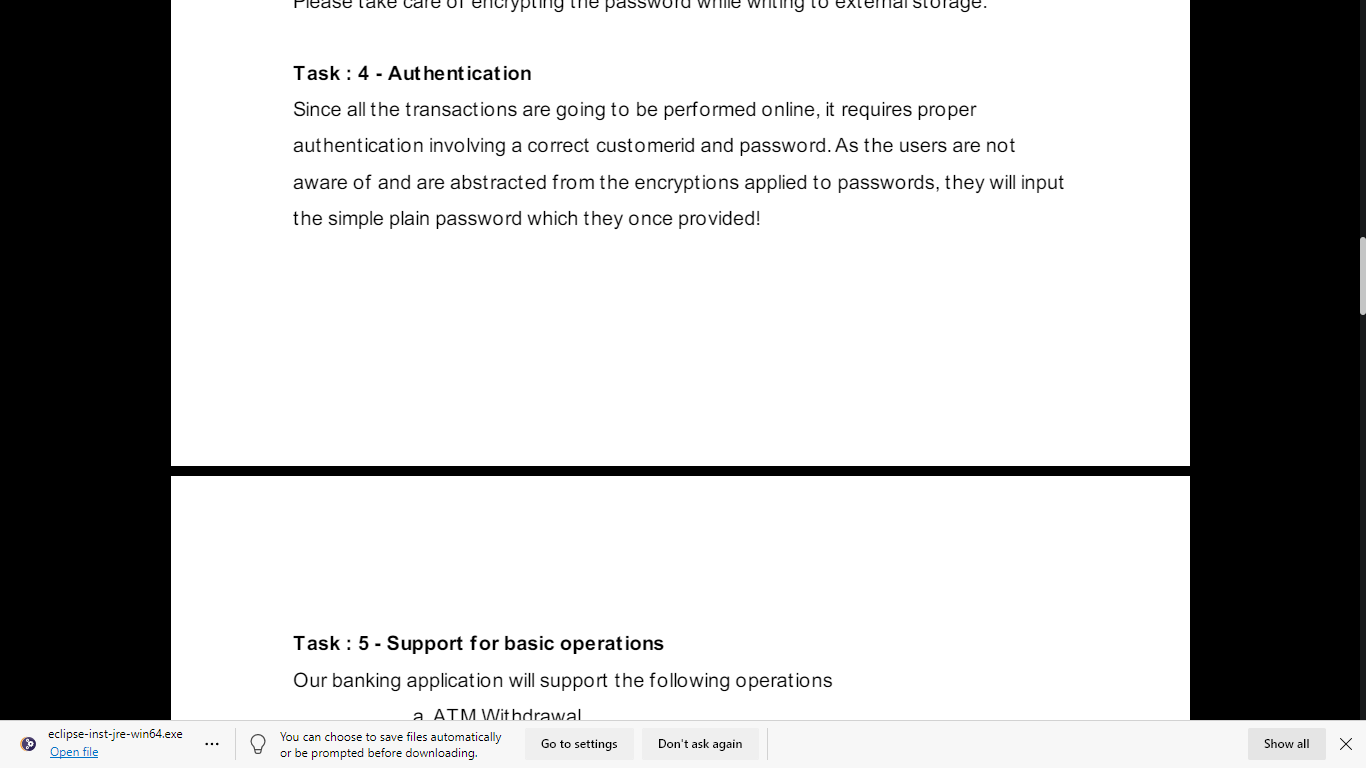 Please take care of encrypting the password while writing to external storage.
Task : 4 - Authentication
Since all the transactions are going to be performed online, it requires proper
authentication involving a correct customerid and password. As the users are not
aware of and are abstracted from the encryptions applied to passwords, they will input
the simple plain password which they once provided!
Task : 5 - Support for basic operations
Our banking application will support the following operations
a. ATM Withdrawal
eclipse-inst-jre-win64.exe
Open file
You can choose to save files automatically
or be prompted before downloading.
Go to settings
Don't ask again
Show all